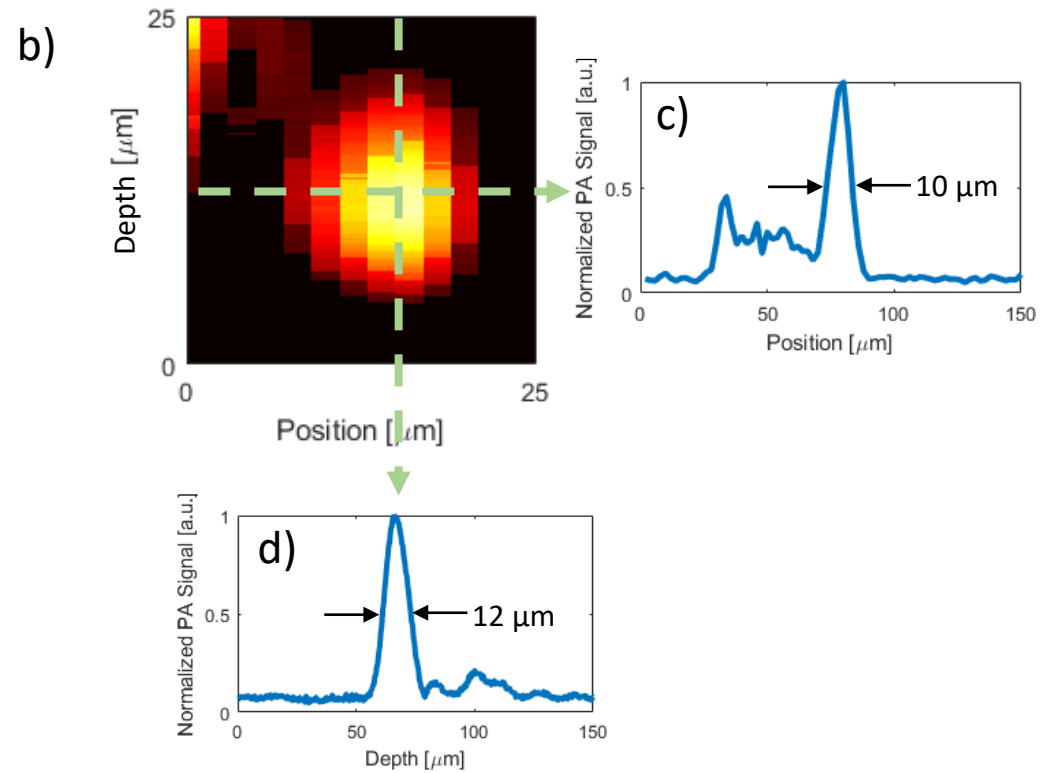 b)
25
Depth [μm]
0
0
25
Position [μm]
c)
Normalized PA Signal [a.u.]
1
0.5
0
10 μm
0
50
100
150
Position [μm]
d)
Normalized PA Signal [a.u.]
1
0.5
0
12 μm
0
50
100
150
Depth [μm]